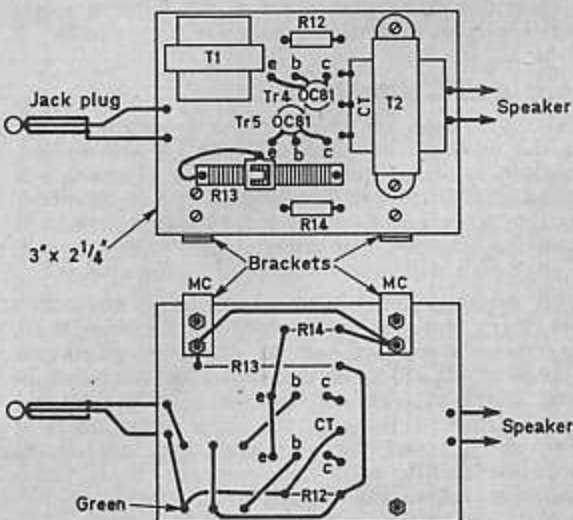 R12
T1
e b c
Tr4 OC81
CT
T2
Jack plug
Speaker
Tr5 OC81
e b c
R13
R14
3" x 2 1/4"
Brackets
MC
MC
R14
R13
e b c
CT
Speaker
e b c
Green
R12